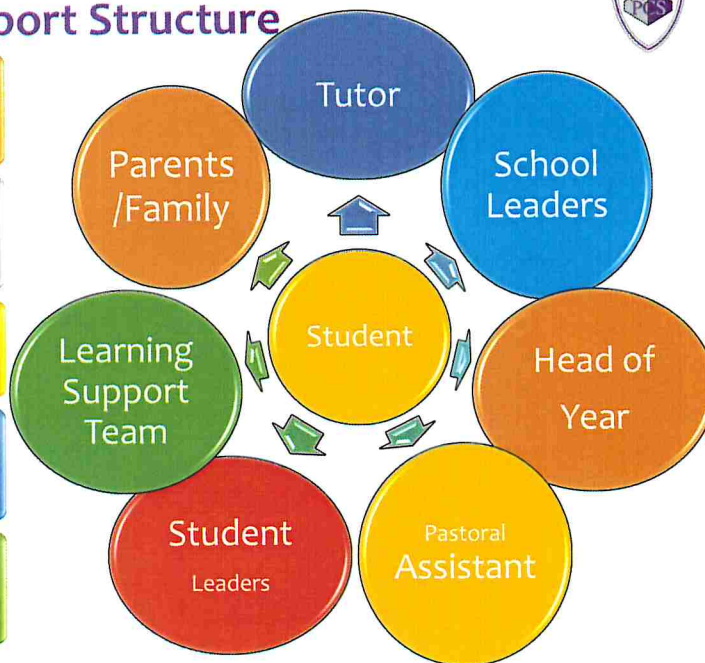 port Structure
PCS
Tutor
Parents
/Family
School
Leaders
Student
Learning
Support
Team
Head of
Year
Student
Leaders
Pastoral
Assistant